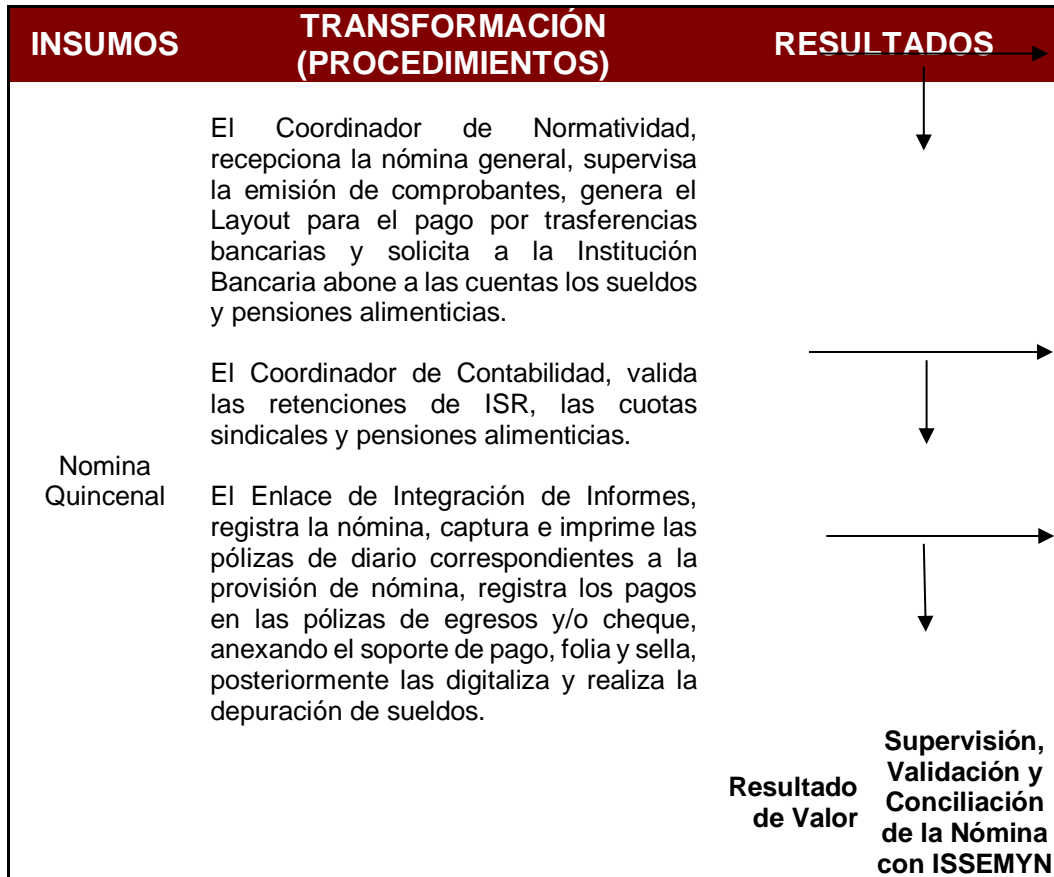 INSUMOS
TRANSFORMACIÓN
(PROCEDIMIENTOS)
RESULTADOS
Nomina
Quincenal
El Coordinador de Normatividad,
recepciona la nómina general, supervisa
la emisión de comprobantes, genera el
Layout para el pago por trasferencias
bancarias y solicita a la Institución
Bancaria abone a las cuentas los sueldos
y pensiones alimenticias.
El Coordinador de Contabilidad, valida
las retenciones de ISR, las cuotas
sindicales y pensiones alimenticias.
El Enlace de Integración de Informes,
registra la nómina, captura e imprime las
pólizas de diario correspondientes a la
provisión de nómina, registra los pagos
en las pólizas de egresos y/o cheque,
anexando el soporte de pago, folia y sella,
posteriormente las digitaliza y realiza la
depuración de sueldos.
Resultado
de Valor
Supervisión,
Validación y
Conciliación
de la Nómina
con ISSEMYN